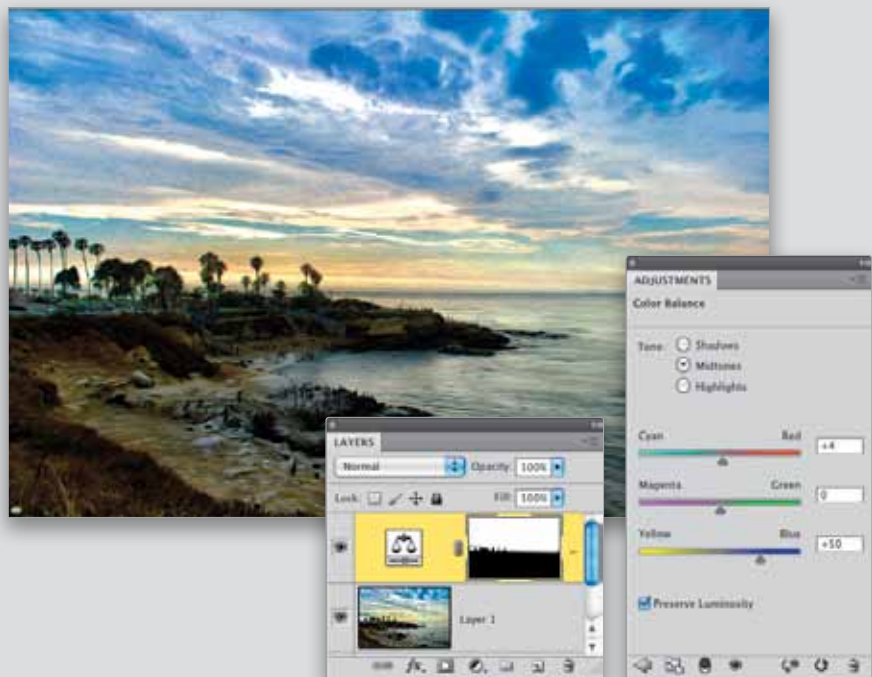 ADJUSTMENTS
Color Balance
Tone: Shadows
Midtones
Highlights
Cyan Red +4
Magenta Green 0
Yellow Blue +50
Preserve Luminosity
LAYERS
Normal Opacity: 100%
Lock: Fill: 100%
Layer 1
fx